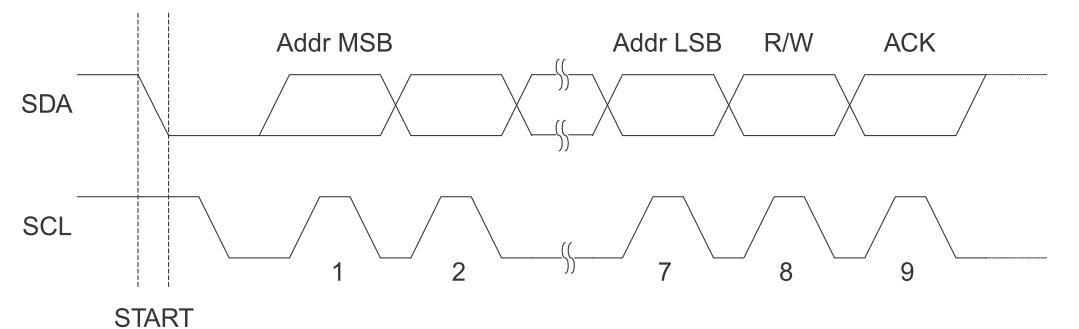 Addr MSB Addr LSB R/W ACK
SDA
SCL
1 2 7 8 9
START